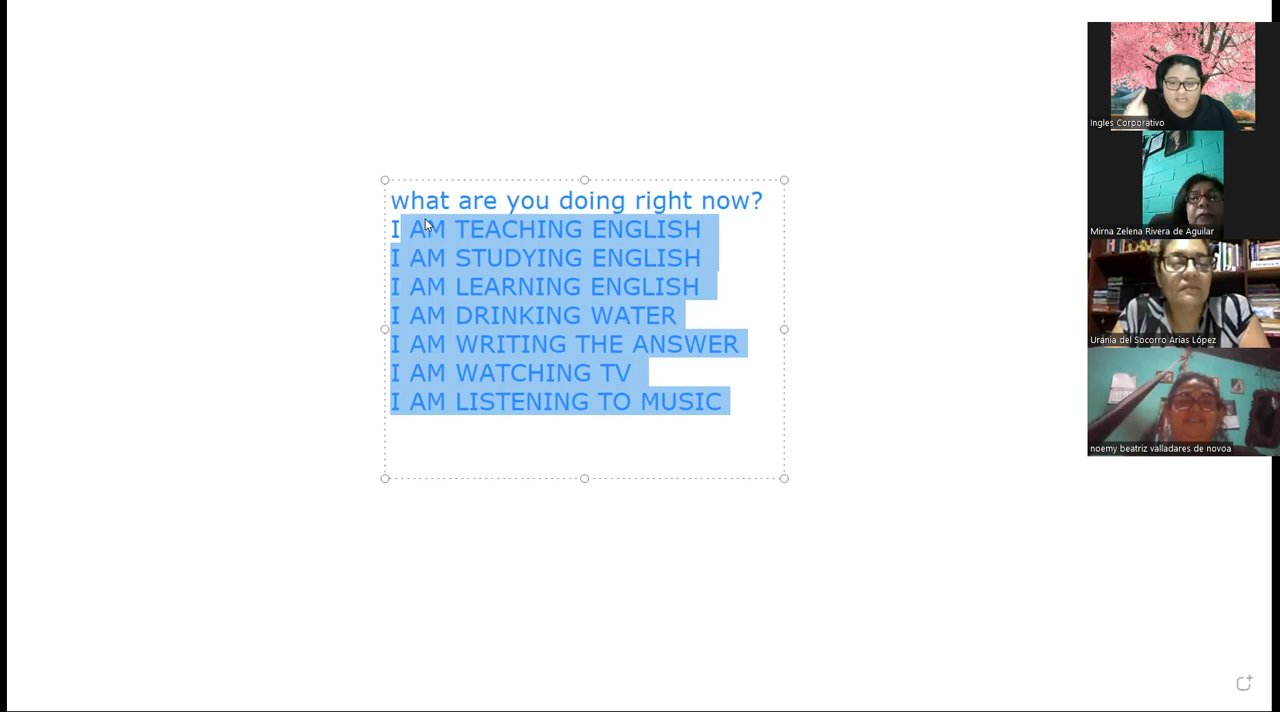 what are you doing right now?
I AM TEACHING ENGLISH
I AM STUDYING ENGLISH
I AM LEARNING ENGLISH
I AM DRINKING WATER
I AM WRITING THE ANSWER
I AM WATCHING TV
I AM LISTENING TO MUSIC
Ingles Corporativo
Mirna Zelena Rivera de Aguilar
Urania del Socorro Arias López
noemy beatriz valladares de novoa